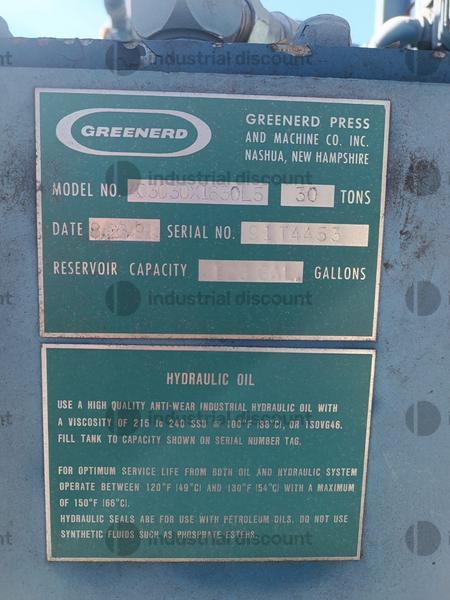 GREENERD
GREENERD PRESS
AND MACHINE CO. INC.
NASHUA, NEW HAMPSHIRE
MODEL NO. 30 TONS
DATE SERIAL NO. 91T4453
RESERVOIR CAPACITY GAL. GALLONS
industrial discount
HYDRAULIC OIL
USE A HIGH QUALITY ANTI-WEAR INDUSTRIAL HYDRAULIC OIL WITH
A VISCOSITY OF 215 to 240 SSU @ 100°F (38°C), OR ISOVG46.
FILL TANK TO CAPACITY SHOWN ON SERIAL NUMBER TAG.
FOR OPTIMUM SERVICE LIFE FROM BOTH OIL AND HYDRAULIC SYSTEM
OPERATE BETWEEN 120°F (49°C) AND 130°F (54°C) WITH A MAXIMUM
OF 150°F (66°C).
HYDRAULIC SEALS ARE FOR USE WITH PETROLEUM OILS. DO NOT USE
SYNTHETIC FLUIDS SUCH AS PHOSPHATE ESTERS.